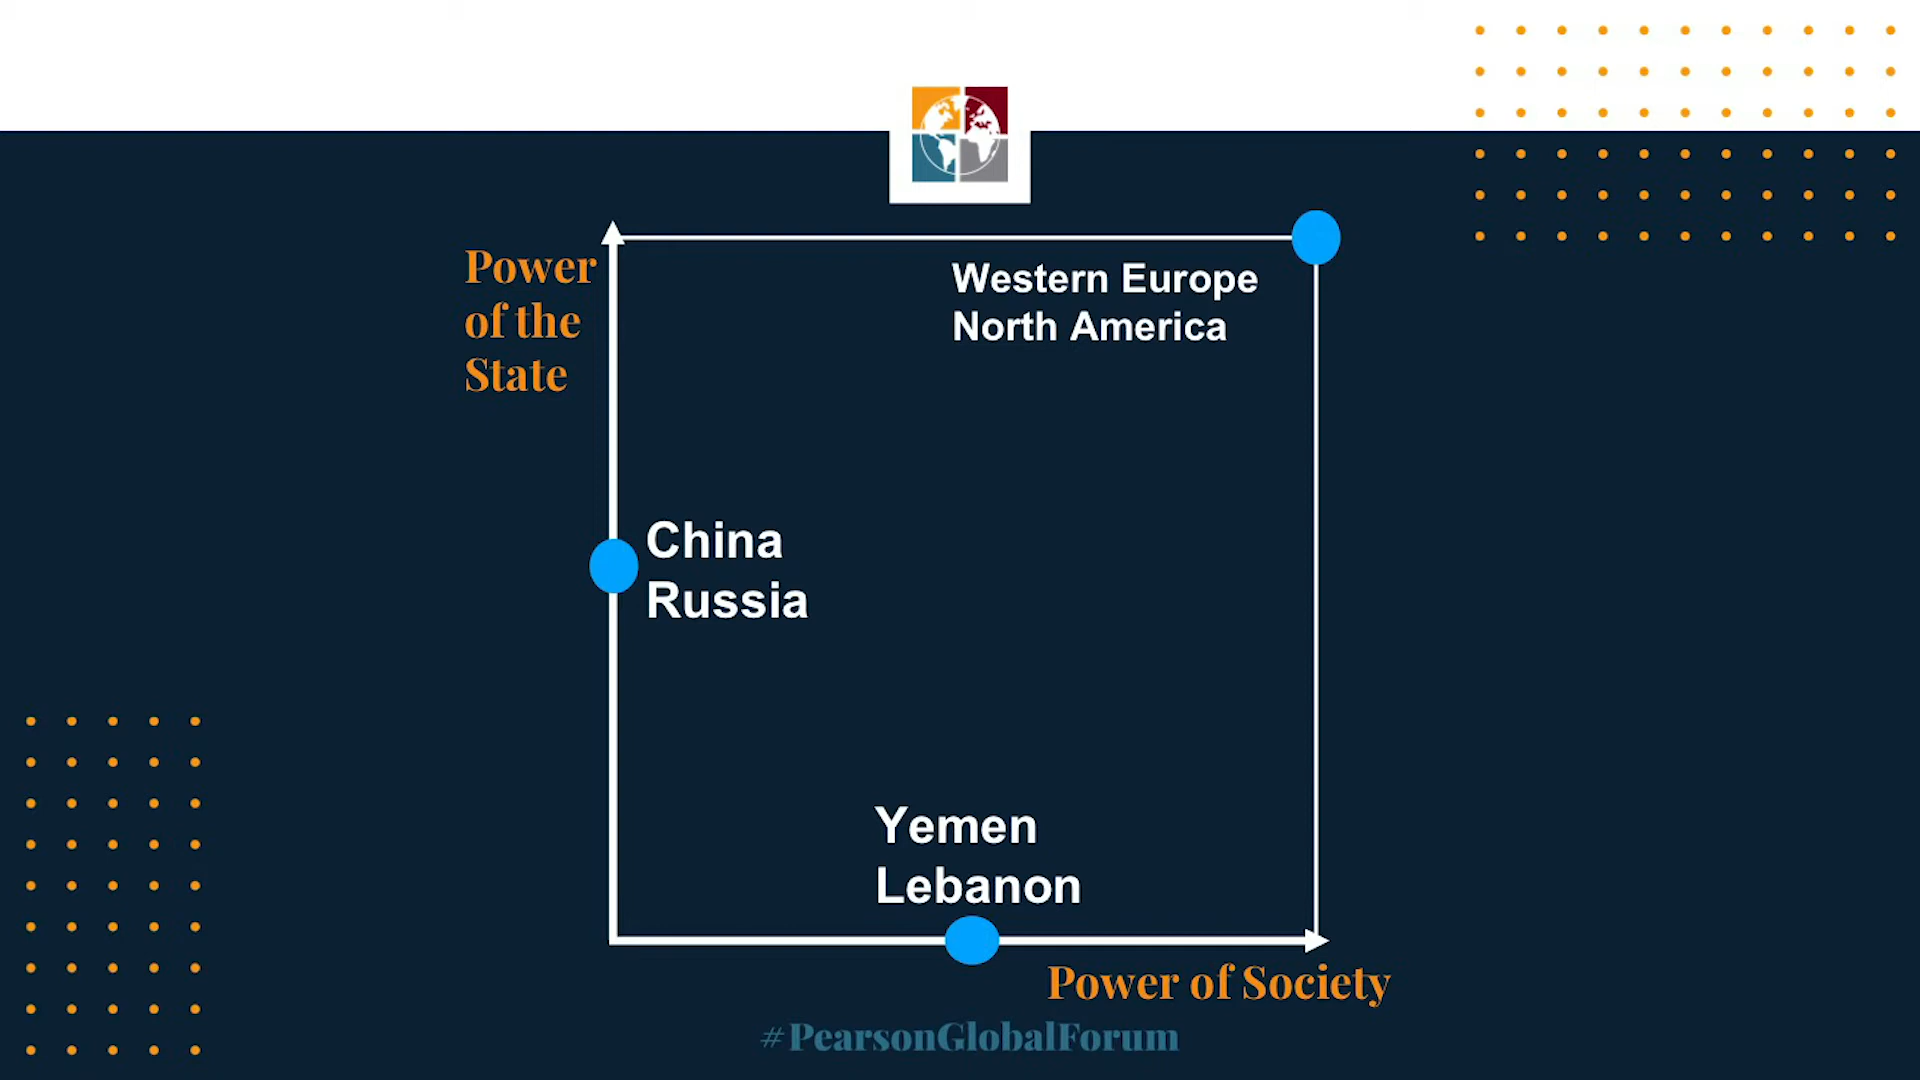 Power
of the
State
Western Europe
North America
China
Russia
Yemen
Lebanon
Power of Society
#PearsonGlobalForum